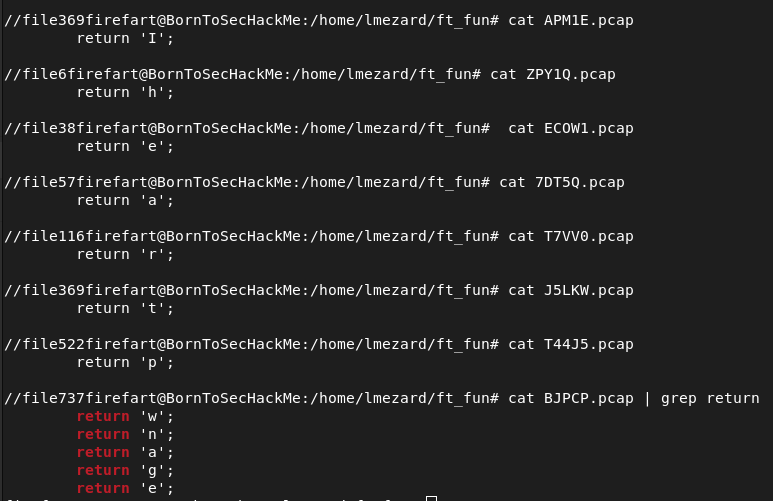 //file369firefart@BornToSecHackMe:/home/lmezard/ft_fun# cat APM1E.pcap
        return 'I';

//file6firefart@BornToSecHackMe:/home/lmezard/ft_fun# cat ZPY1Q.pcap
        return 'h';

//file38firefart@BornToSecHackMe:/home/lmezard/ft_fun#  cat ECOW1.pcap
        return 'e';

//file57firefart@BornToSecHackMe:/home/lmezard/ft_fun# cat 7DT5Q.pcap
        return 'a';

//file116firefart@BornToSecHackMe:/home/lmezard/ft_fun# cat T7VV0.pcap
        return 'r';

//file369firefart@BornToSecHackMe:/home/lmezard/ft_fun# cat J5LKW.pcap
        return 't';

//file522firefart@BornToSecHackMe:/home/lmezard/ft_fun# cat T44J5.pcap
        return 'p';

//file737firefart@BornToSecHackMe:/home/lmezard/ft_fun# cat BJPCP.pcap | grep return
        return 'w';
        return 'n';
        return 'a';
        return 'g';
        return 'e';